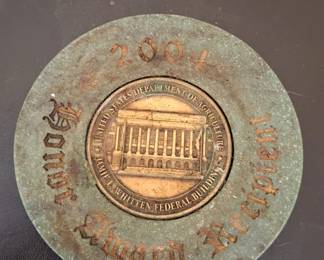 2004
Honor
Award Recipient
UNITED STATES DEPARTMENT OF AGRICULTURE
JAMIE L. WHITTEN FEDERAL BUILDING